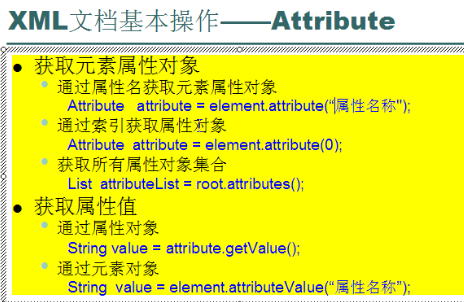 XML文档基本操作——Attribute
获取元素属性对象
通过属性名获取元素属性对象
Attribute attribute = element.attribute(“属性名称");
通过索引获取属性对象
Attribute attribute = element.attribute(0);
获取所有属性对象集合
List attributeList = root.attributes();
获取属性值
通过属性对象
String value = attribute.getValue();
通过元素对象
String value = element.attributeValue(“属性名称”);